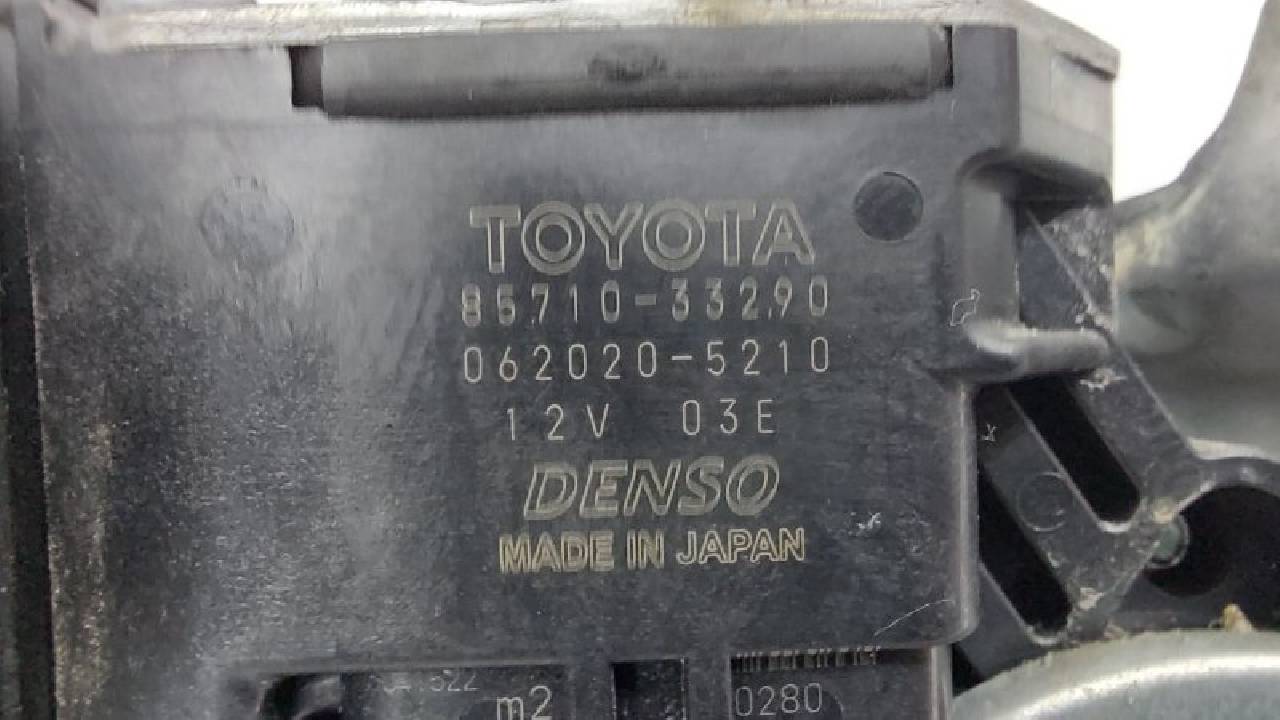 TOYOTA
85710-33290
062020-5210
12V 03E
DENSO
MADE IN JAPAN
m2
0280